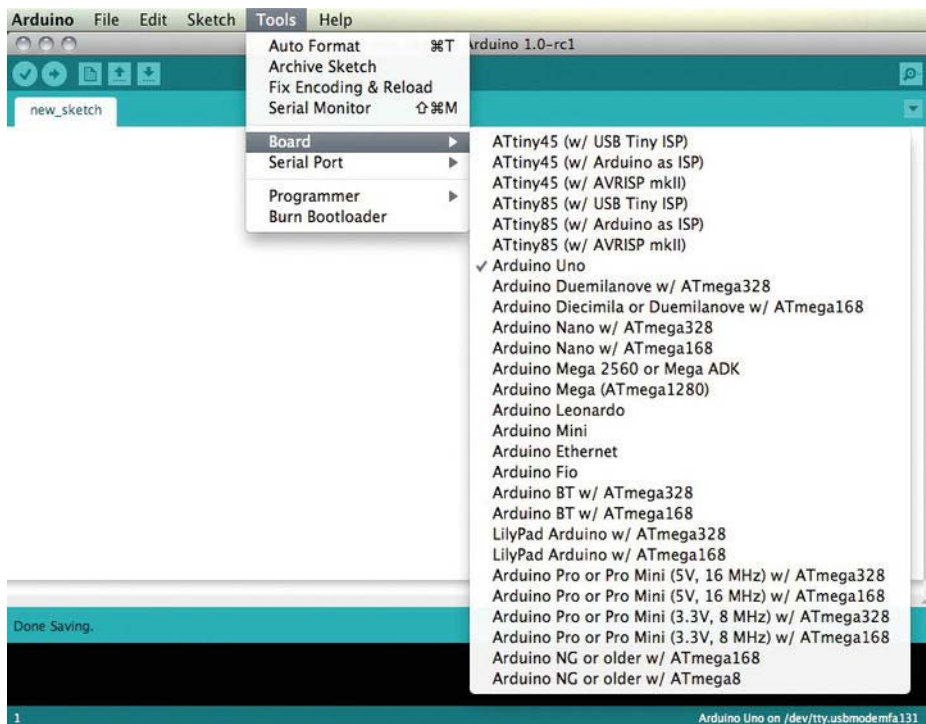 Arduino File Edit Sketch Tools Help
Arduino 1.0-rc1
Auto Format ⌘T
Archive Sketch
Fix Encoding & Reload
Serial Monitor ⇧⌘M
new_sketch
Board
Serial Port
Programmer
Burn Bootloader
ATtiny45 (w/ USB Tiny ISP)
ATtiny45 (w/ Arduino as ISP)
ATtiny45 (w/ AVRISP mkII)
ATtiny85 (w/ USB Tiny ISP)
ATtiny85 (w/ Arduino as ISP)
ATtiny85 (w/ AVRISP mkII)
✓ Arduino Uno
Arduino Duemilanove w/ ATmega328
Arduino Diecimila or Duemilanove w/ ATmega168
Arduino Nano w/ ATmega328
Arduino Nano w/ ATmega168
Arduino Mega 2560 or Mega ADK
Arduino Mega (ATmega1280)
Arduino Leonardo
Arduino Mini
Arduino Ethernet
Arduino Fio
Arduino BT w/ ATmega328
Arduino BT w/ ATmega168
LilyPad Arduino w/ ATmega328
LilyPad Arduino w/ ATmega168
Arduino Pro or Pro Mini (5V, 16 MHz) w/ ATmega328
Arduino Pro or Pro Mini (5V, 16 MHz) w/ ATmega168
Arduino Pro or Pro Mini (3.3V, 8 MHz) w/ ATmega328
Arduino Pro or Pro Mini (3.3V, 8 MHz) w/ ATmega168
Arduino NG or older w/ ATmega168
Arduino NG or older w/ ATmega8
Done Saving.
1
Arduino Uno on /dev/tty.usbmodemfa131